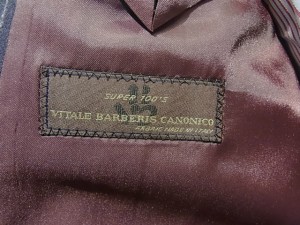 SUPER 100'S
VITALE BARBERIS CANONICO
FABRIC MADE IN ITALY